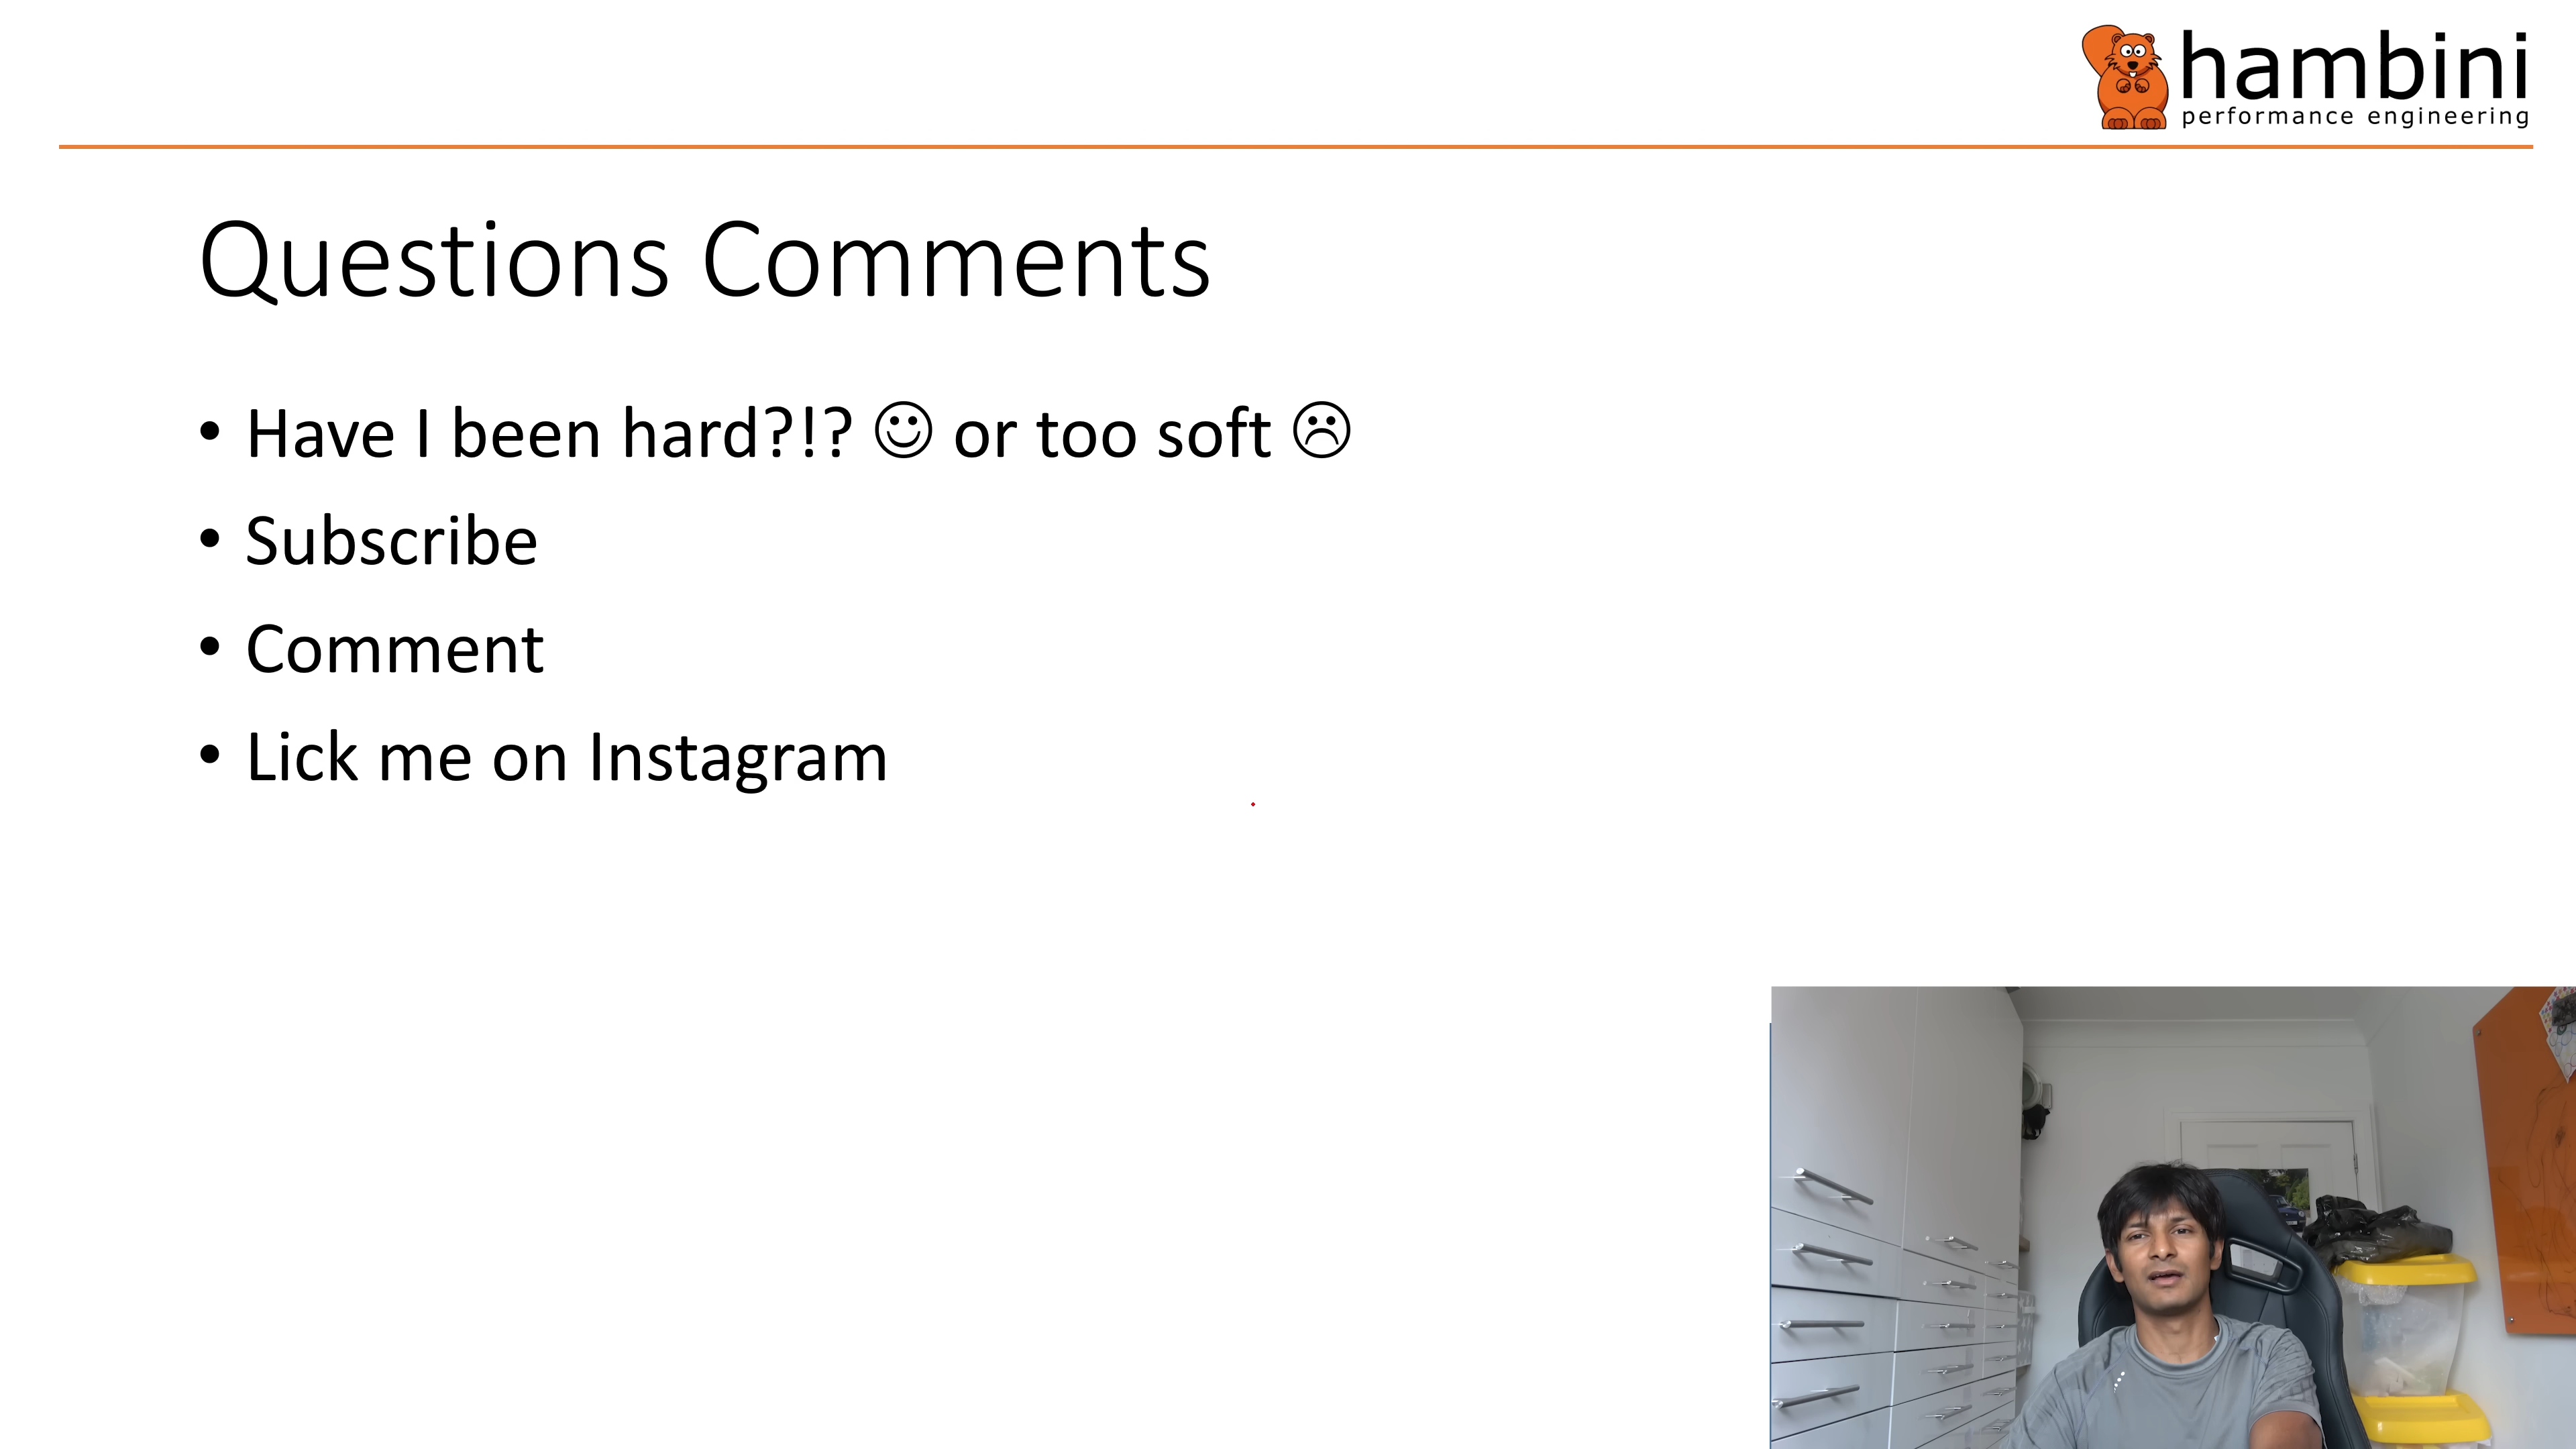 hambini
performance engineering
Questions Comments
• Have I been hard?!? ☺ or too soft ☹
• Subscribe
• Comment
• Lick me on Instagram